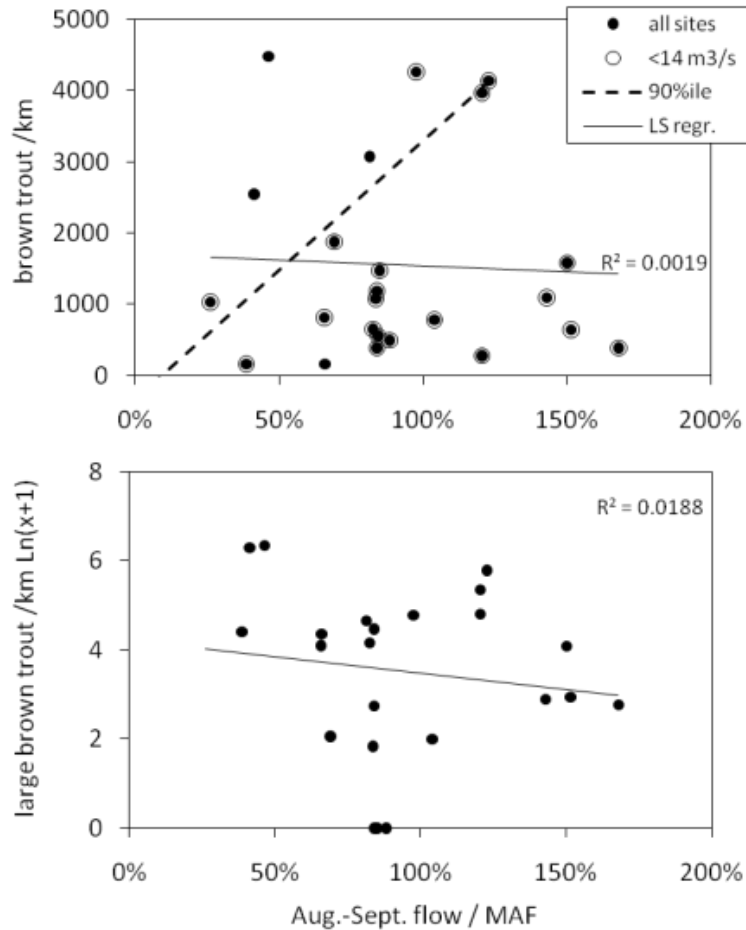 5000
4000
3000
2000
1000
0
brown trout /km
0%
50%
100%
150%
200%
all sites
<14 m3/s
90%ile
LS regr.
R² = 0.0019
8
6
4
2
0
large brown trout /km Ln(x+1)
R² = 0.0188
0%
50%
100%
150%
200%
Aug.-Sept. flow / MAF